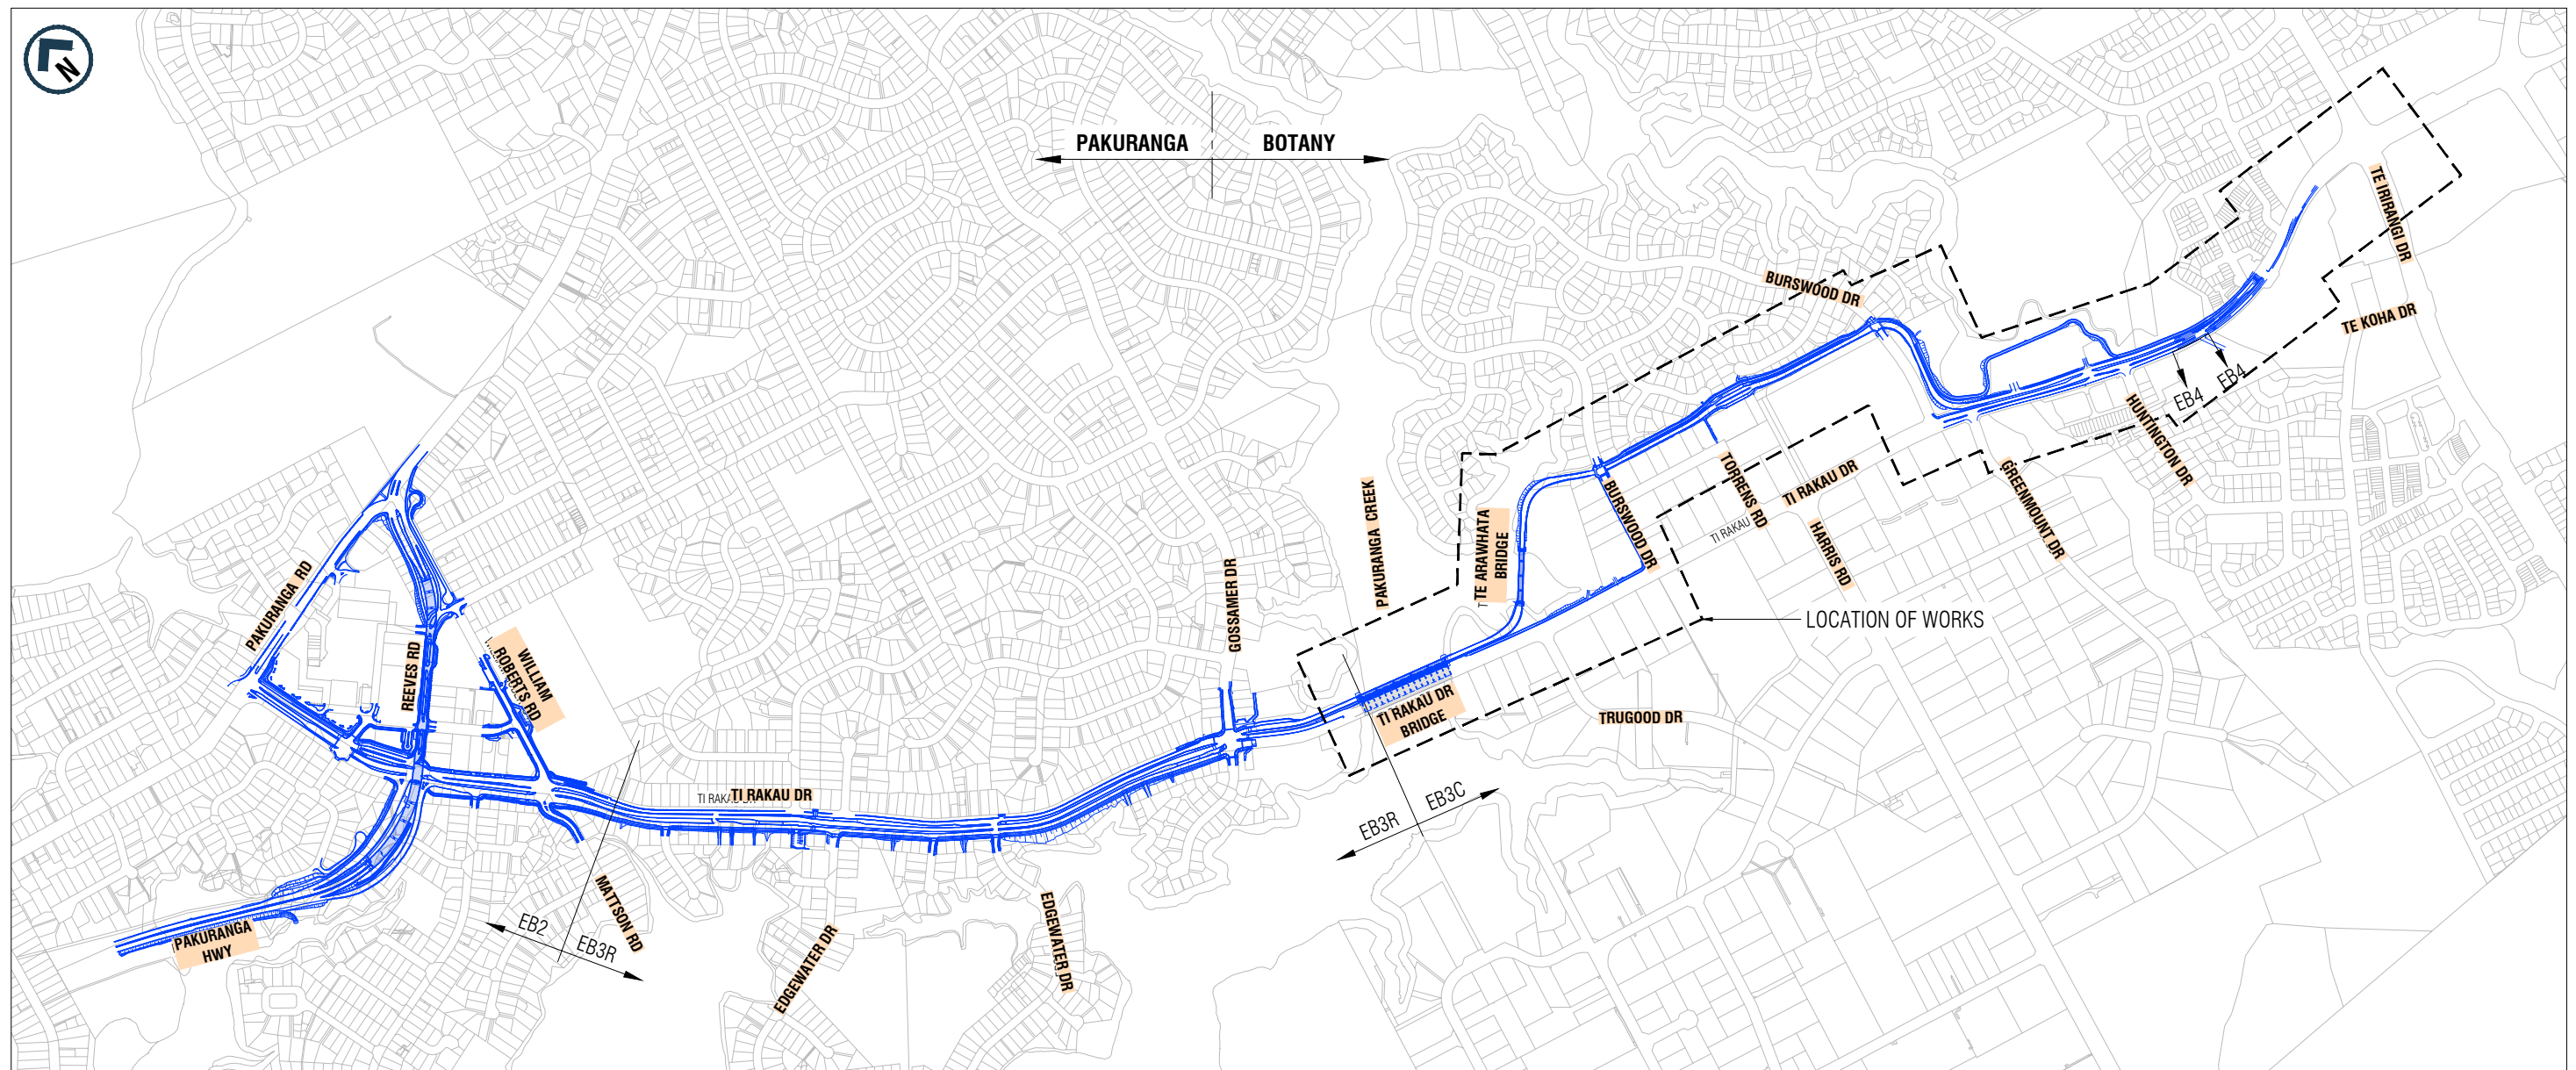 N
PAKURANGA
BOTANY
TE IRIRANGI DR
BURSWOOD DR
TE KOHA DR
EB4
EB4
HUNTINGTON DR
GREENMOUNT DR
TORRENS RD
TI RAKAU DR
TI RAKAU
HARRIS RD
BURSWOOD DR
PAKURANGA CREEK
TE ARAWHATA
BRIDGE
GOSSAMER DR
LOCATION OF WORKS
PAKURANGA RD
REEVES RD
WILLIAM
ROBERTS RD
TI RAKAU DR
BRIDGE
TRUGOOD DR
TI RAKAU DR
TI RAKAU DR
EB3R
EB3C
MATTSON RD
EB2
EB3R
EDGEWATER DR
EDGEWATER DR
PAKURANGA
HWY